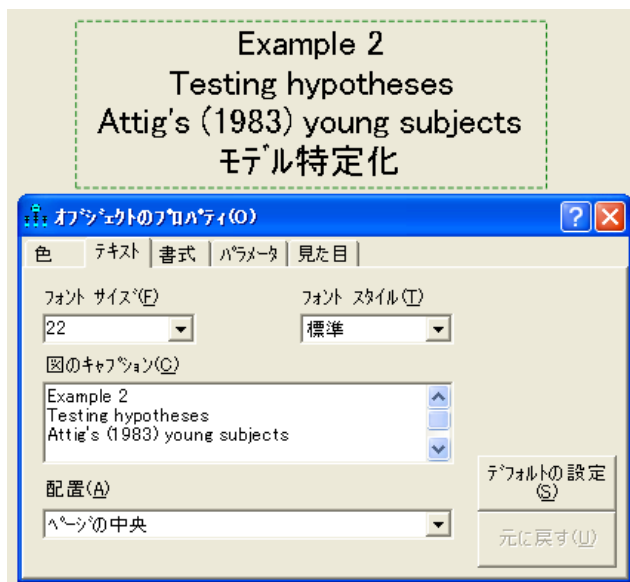 Example 2
Testing hypotheses
Attig's (1983) young subjects
モデﾞル特定化
ｵﾌﾞｼﾞｪｸﾄのﾌﾟﾛﾊﾟﾃｨ(O)
色 ﾃｷｽﾄ 書式 ﾊﾟﾗﾒｰﾀ 見た目
ﾌｫﾝﾄ ｻｲｽﾞ(F) ﾌｫﾝﾄ ｽﾀｲﾙ(T)
22 標準
図のｷｬﾌﾟｼｮﾝ(C)
Example 2
Testing hypotheses
Attig's (1983) young subjects
配置(A)
ﾍﾟｰｼﾞの中央
ﾃﾞﾌｫﾙﾄの設定
(S)
元に戻す(U)